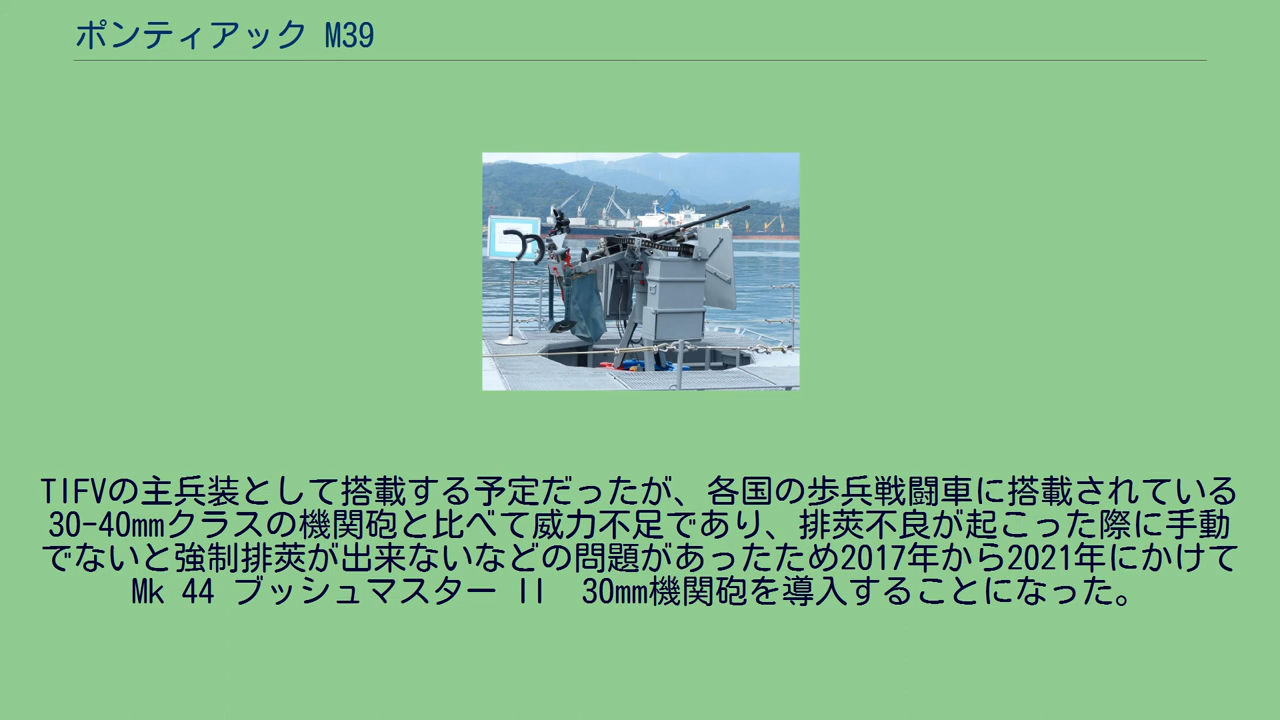 ポンティアック M39
TIFVの主兵装として搭載する予定だったが、各国の歩兵戦闘車に搭載されている
30-40mmクラスの機関砲と比べて威力不足であり、排莢不良が起こった際に手動
でないと強制排莢が出来ないなどの問題があったため2017年から2021年にかけて
Mk 44 ブッシュマスター II　30mm機関砲を導入することになった。